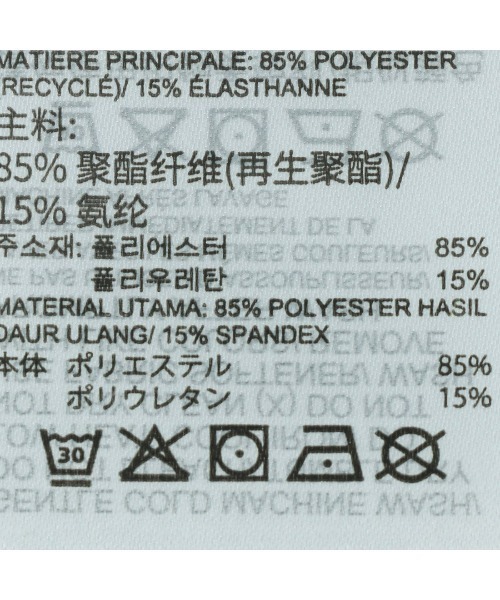 MATIÈRE PRINCIPALE: 85% POLYESTER
(RECYCLÉ)/ 15% ÉLASTHANNE
主料:
85% 聚酯纤维(再生聚酯)/
15% 氨纶
주소재: 폴리에스터 85%
폴리우레탄 15%
MATERIAL UTAMA: 85% POLYESTER HASIL
DAUR ULANG/ 15% SPANDEX
本体 ポリエステル 85%
ポリウレタン 15%
30